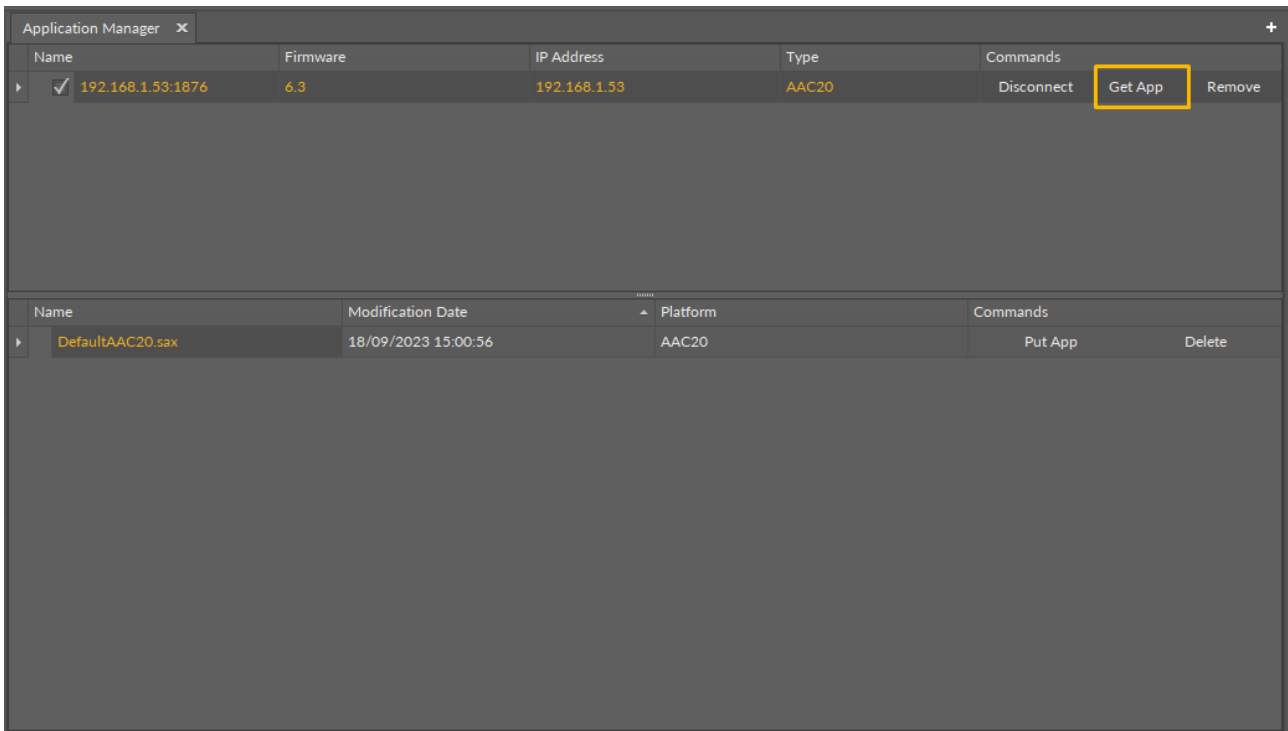 Application Manager
Name Firmware IP Address Type Commands
192.168.1.53:1876 6.3 192.168.1.53 AAC20 Disconnect Get App Remove
Name Modification Date Platform Commands
DefaultAAC20.sax 18/09/2023 15:00:56 AAC20 Put App Delete